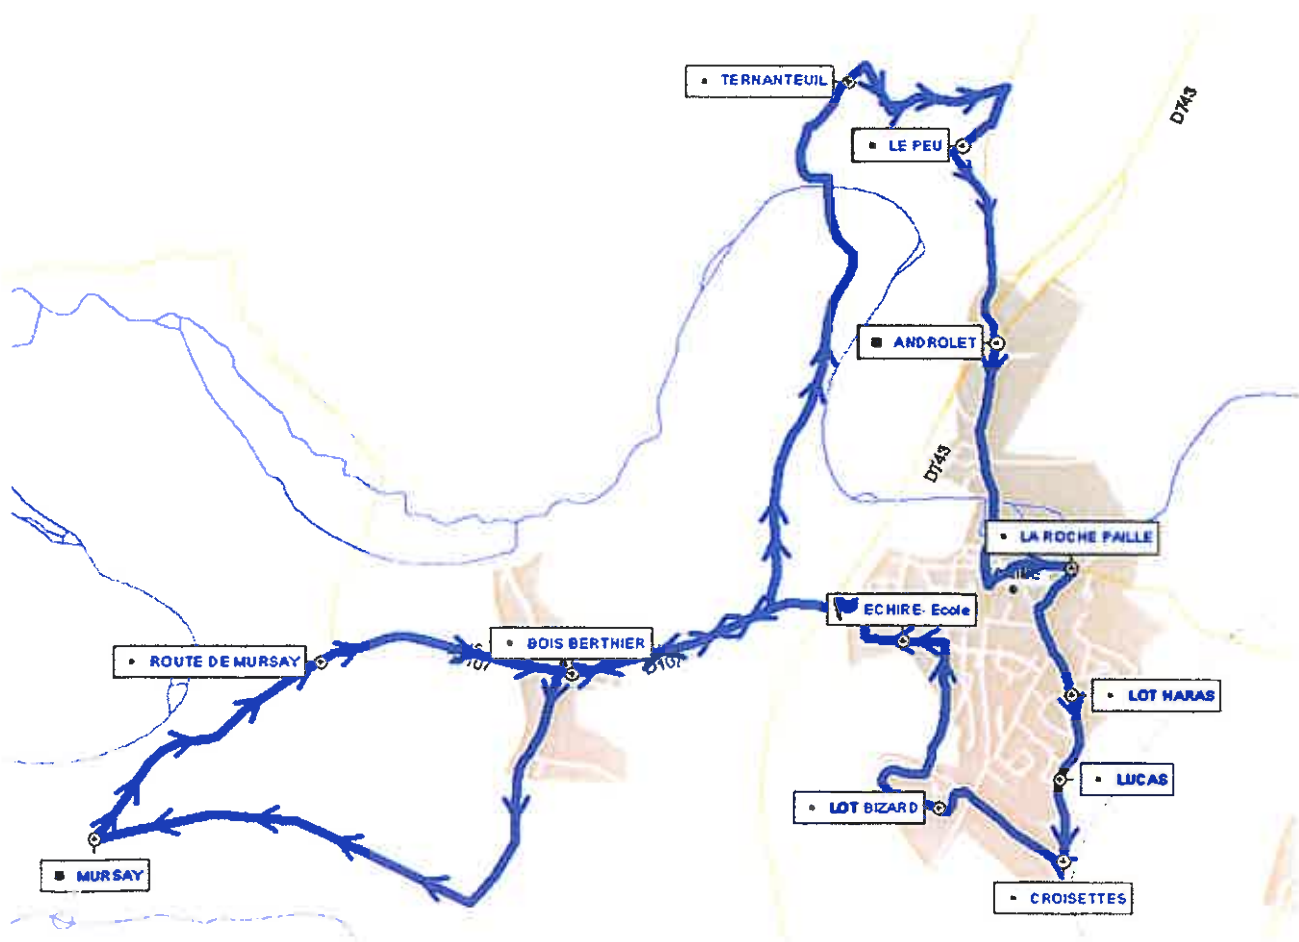 TERNANTEUIL
D743
LE PEU
ANDROLET
D743
LA ROCHE PAILLE
ECHIRE- Ecole
BOIS BERTHIER
ROUTE DE MURSAY
LOT HARAS
LUCAS
LOT BIZARD
MURSAY
CROISETTES